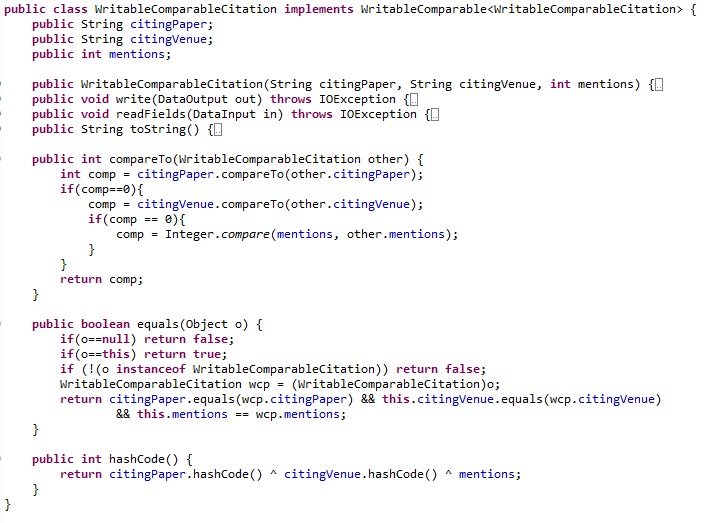 public class WritableComparableCitation implements WritableComparable<WritableComparableCitation> {
    public String citingPaper;
    public String citingVenue;
    public int mentions;

    public WritableComparableCitation(String citingPaper, String citingVenue, int mentions) {
    public void write(DataOutput out) throws IOException {
    public void readFields(DataInput in) throws IOException {
    public String toString() {

    public int compareTo(WritableComparableCitation other) {
        int comp = citingPaper.compareTo(other.citingPaper);
        if(comp==0){
            comp = citingVenue.compareTo(other.citingVenue);
            if(comp == 0){
                comp = Integer.compare(mentions, other.mentions);
            }
        }
        return comp;
    }

    public boolean equals(Object o) {
        if(o==null) return false;
        if(o==this) return true;
        if (!(o instanceof WritableComparableCitation)) return false;
        WritableComparableCitation wcp = (WritableComparableCitation)o;
        return citingPaper.equals(wcp.citingPaper) && this.citingVenue.equals(wcp.citingVenue)
                && this.mentions == wcp.mentions;
    }

    public int hashCode() {
        return citingPaper.hashCode() ^ citingVenue.hashCode() ^ mentions;
    }
}